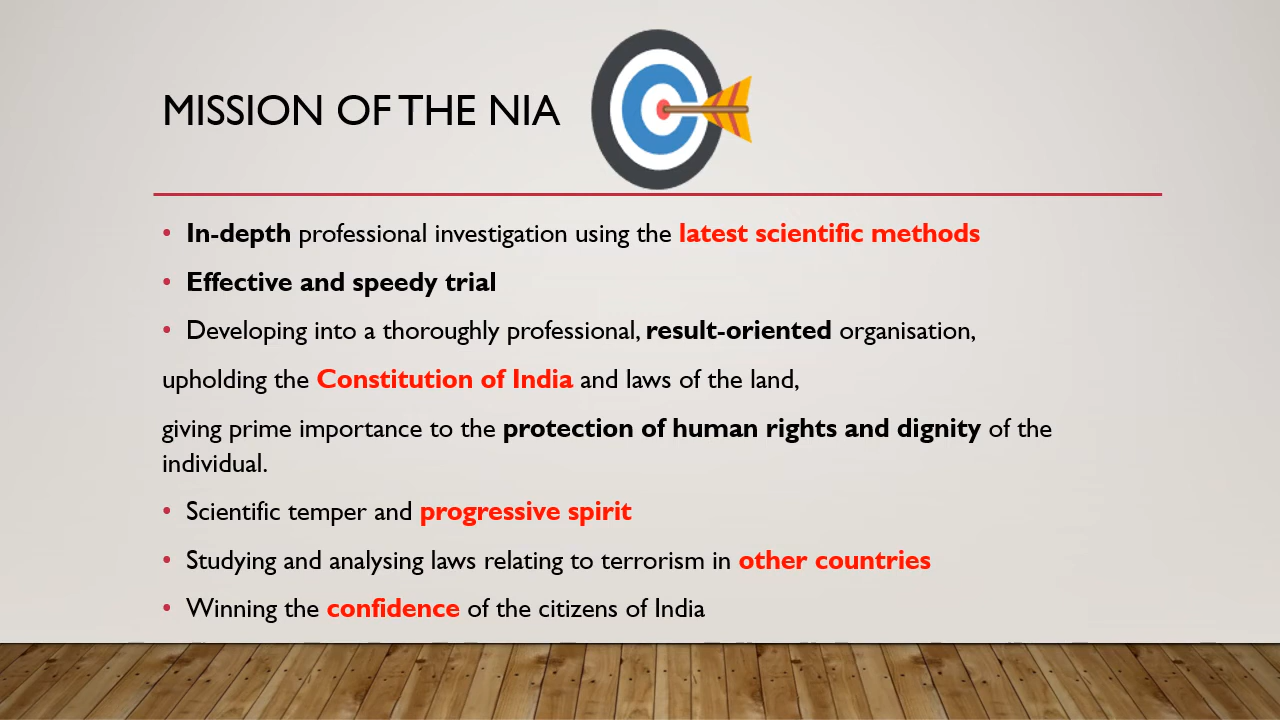 MISSION OF THE NIA
• In-depth professional investigation using the latest scientific methods
• Effective and speedy trial
• Developing into a thoroughly professional, result-oriented organisation,
upholding the Constitution of India and laws of the land,
giving prime importance to the protection of human rights and dignity of the
individual.
• Scientific temper and progressive spirit
• Studying and analysing laws relating to terrorism in other countries
• Winning the confidence of the citizens of India